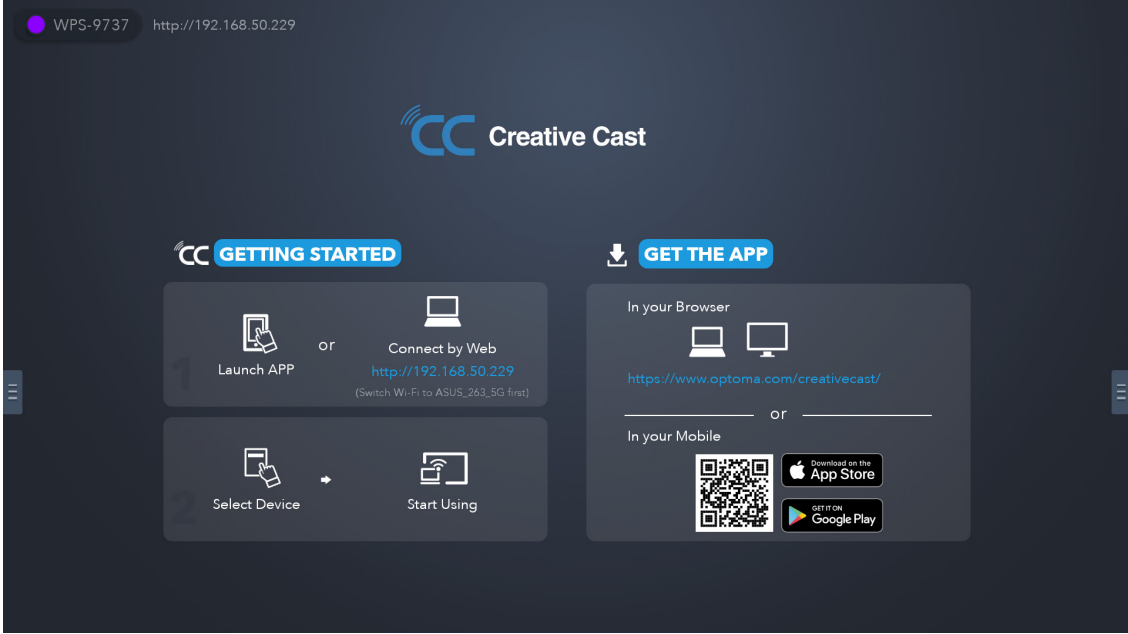 WPS-9737 http://192.168.50.229
CC Creative Cast
CC GETTING STARTED
1
Launch APP
or
Connect by Web
http://192.168.50.229
(Switch Wi-Fi to ASUS_263_5G first)
2
Select Device
Start Using
GET THE APP
In your Browser
https://www.optoma.com/creativecast/
or
In your Mobile
Download on the
App Store
GET IT ON
Google Play